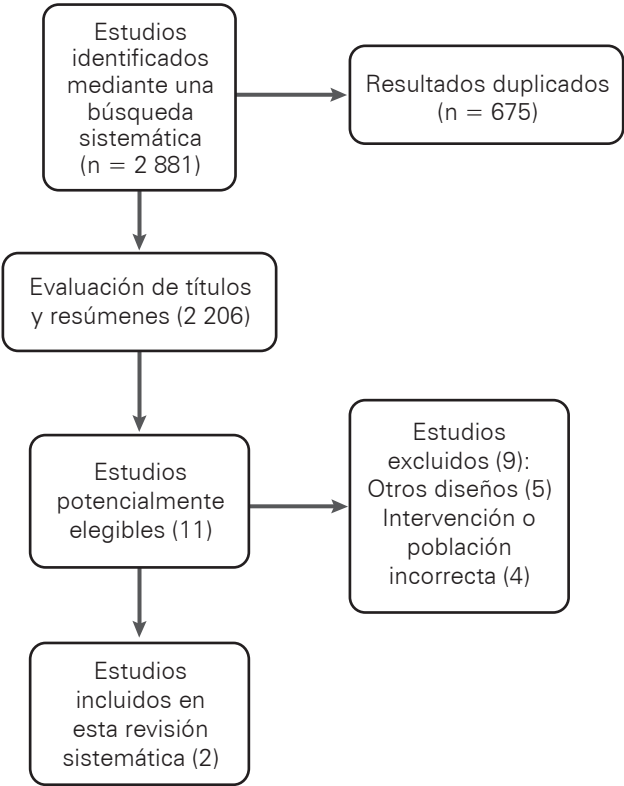 Estudios
identificados
mediante una
búsqueda
sistemática
(n = 2 881)
Resultados duplicados
(n = 675)
Evaluación de títulos
y resúmenes (2 206)
Estudios
potencialmente
elegibles (11)
Estudios
excluidos (9):
Otros diseños (5)
Intervención o
población
incorrecta (4)
Estudios
incluidos en
esta revisión
sistemática (2)